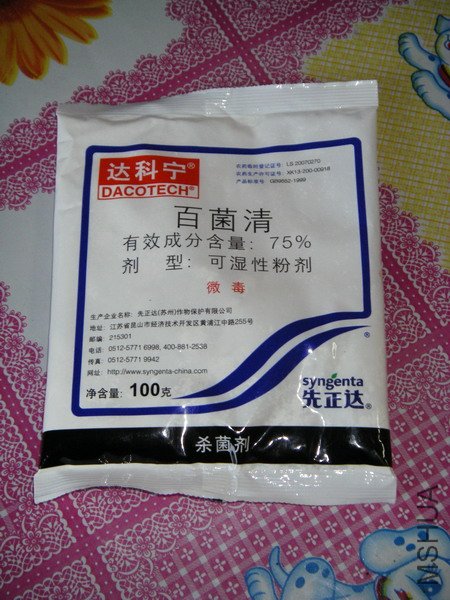 达科宁®
DACOTECH®
农药临时登记证号: LS 20070270
农药生产许可证号: XK13-200-00918
产品标准号: GB9552-1999
百菌清
有效成分含量: 75%
剂 型: 可湿性粉剂
微 毒
生产企业名称: 先正达(苏州)作物保护有限公司
地址: 江苏省昆山市经济技术开发区黄浦江中路255号
邮编: 215301
电话: 0512-5771 6998, 400-881-2538
传真: 0512-5771 9942
网址: http://www.syngenta-china.com
净含量: 100克
®
syngenta
先正达®
杀菌剂
MSHUA